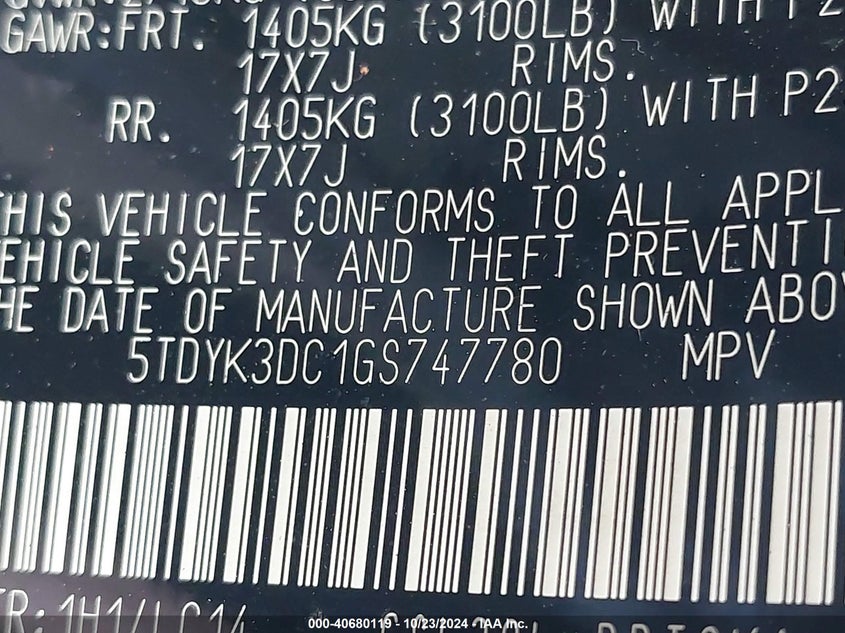 GAWR:FRT. 1405KG (3100LB) WITH P2
17X7J RIMS.
RR. 1405KG (3100LB) WITH P2
17X7J RIMS.
HIS VEHICLE CONFORMS TO ALL APPL
EHICLE SAFETY AND THEFT PREVENTI
HE DATE OF MANUFACTURE SHOWN ABO
5TDYK3DC1GS747780 MPV
000-40680119 - 10/23/2024 - IAA Inc.